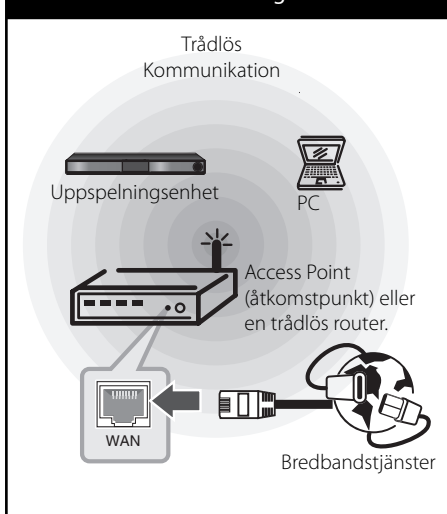 Trådlös
Kommunikation
Uppspelningsenhet
PC
Access Point
(åtkomstpunkt) eller
en trådlös router.
WAN
Bredbandstjänster